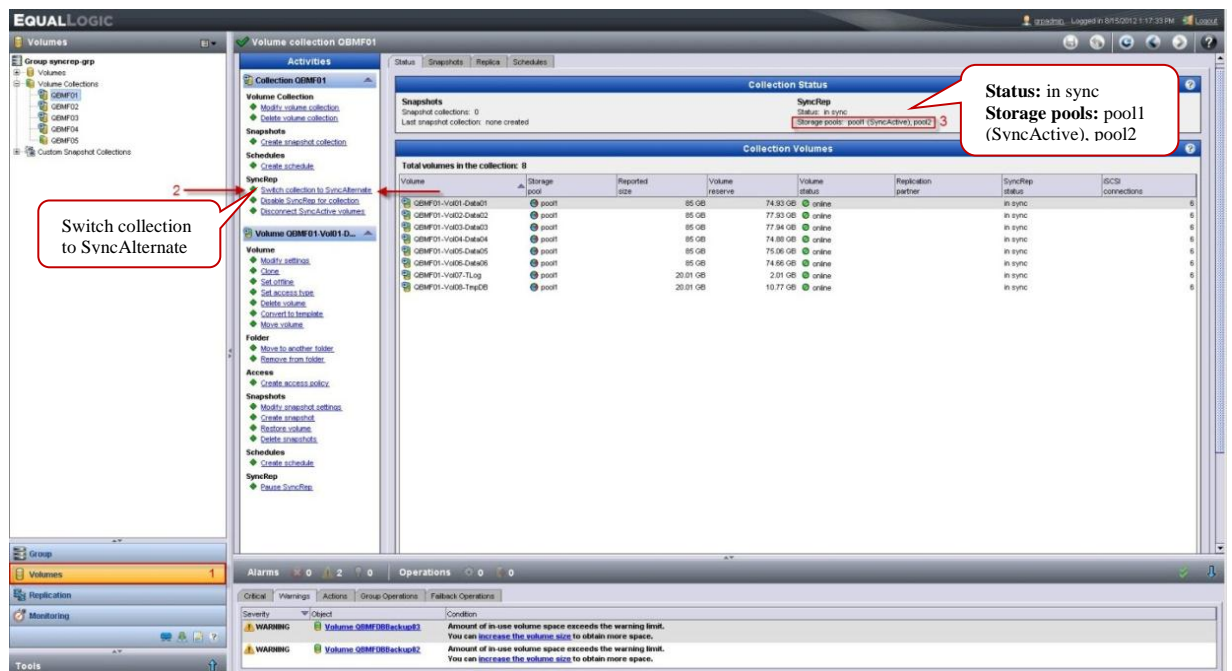 EQUALLOGIC
grpadmin Logged in 8/15/2012 1:17:33 PM Logout
Volumes
Group syncrep-grp
Volumes
Volume Collections
QBMF01
QBMF02
QBMF03
QBMF04
QBMF05
Custom Snapshot Collections
Group
Volumes 1
Replication
Monitoring
Tools
Volume collection QBMF01
Activities
Collection QBMF01
Volume Collection
Modify volume collection
Delete volume collection
Snapshots
Create snapshot collection
Schedules
Create schedule
SyncRep
2 Switch collection to SyncAlternate
Disable SyncRep for collection
Disconnect SyncActive volumes
Switch collection
to SyncAlternate
Volume QBMF01-Vol01-D...
Volume
Modify settings
Clone
Set offline
Set access type
Delete volume
Convert to template
Move volume
Folder
Move to another folder
Remove from folder
Access
Create access policy
Snapshots
Modify snapshot settings
Create snapshot
Restore volume
Delete snapshots
Schedules
Create schedule
SyncRep
Pause SyncRep
Status Snapshots Replica Schedules
Collection Status
Snapshots
Snapshot collections: 0
Last snapshot collection: none created
SyncRep
Status: in sync
Storage pools: pool1 (SyncActive), pool2 3
Status: in sync
Storage pools: pool1
(SyncActive), pool2
Collection Volumes
Total volumes in the collection: 8
Volume Storage pool Reported size Volume reserve Volume status Replication partner SyncRep status iSCSI connections
QBMF01-Vol01-Data01 pool1 85 GB 74.93 GB online in sync 6
QBMF01-Vol02-Data02 pool1 85 GB 77.93 GB online in sync 6
QBMF01-Vol03-Data03 pool1 85 GB 77.94 GB online in sync 6
QBMF01-Vol04-Data04 pool1 85 GB 74.88 GB online in sync 6
QBMF01-Vol05-Data05 pool1 85 GB 75.06 GB online in sync 6
QBMF01-Vol06-Data06 pool1 85 GB 74.66 GB online in sync 6
QBMF01-Vol07-TLog pool1 20.01 GB 2.01 GB online in sync 6
QBMF01-Vol08-TmpDB pool1 20.01 GB 10.77 GB online in sync 6
Alarms 0 2 0 Operations 0 0
Critical Warnings Actions Group Operations Failback Operations
Severity Object Condition
WARNING Volume QBMFDBBackup03 Amount of in-use volume space exceeds the warning limit.
You can increase the volume size to obtain more space.
WARNING Volume QBMFDBBackup02 Amount of in-use volume space exceeds the warning limit.
You can increase the volume size to obtain more space.